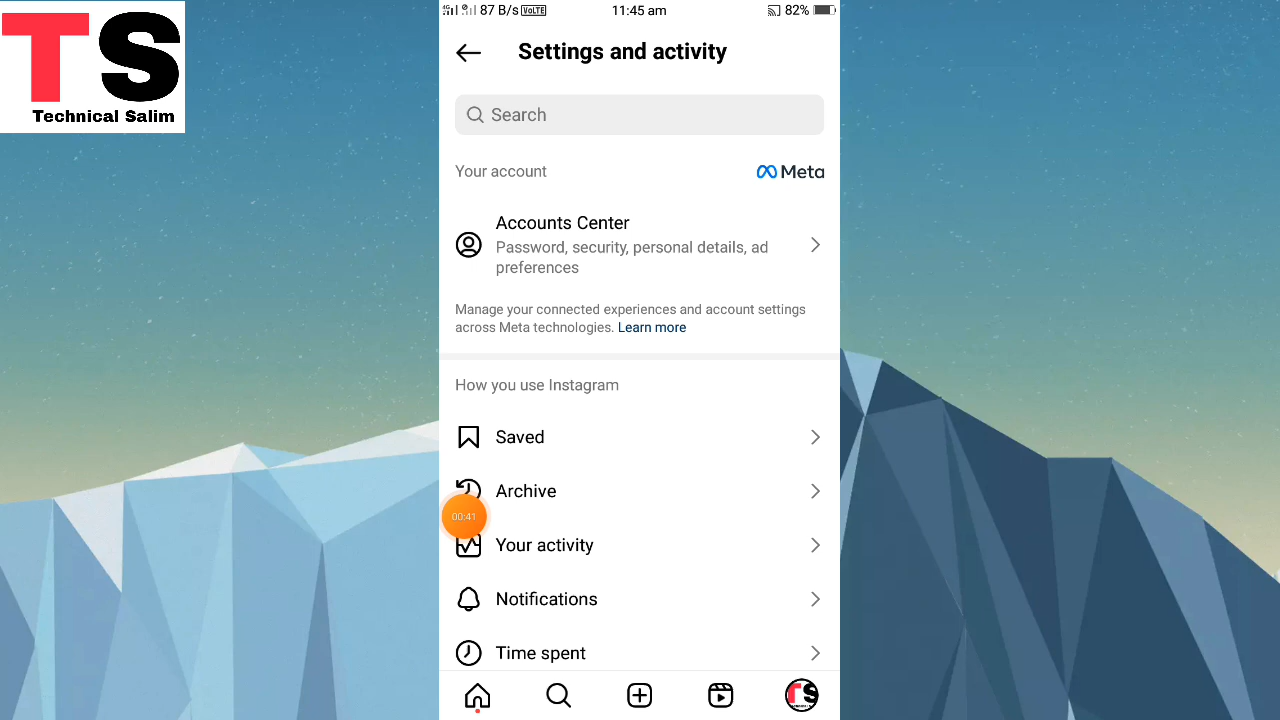 TS
Technical Salim
4G 87 B/s VoLTE 11:45 am 82%
Settings and activity
Search
Your account Meta
Accounts Center
Password, security, personal details, ad
preferences
Manage your connected experiences and account settings
across Meta technologies. Learn more
How you use Instagram
Saved
Archive
00:41
Your activity
Notifications
Time spent
TS